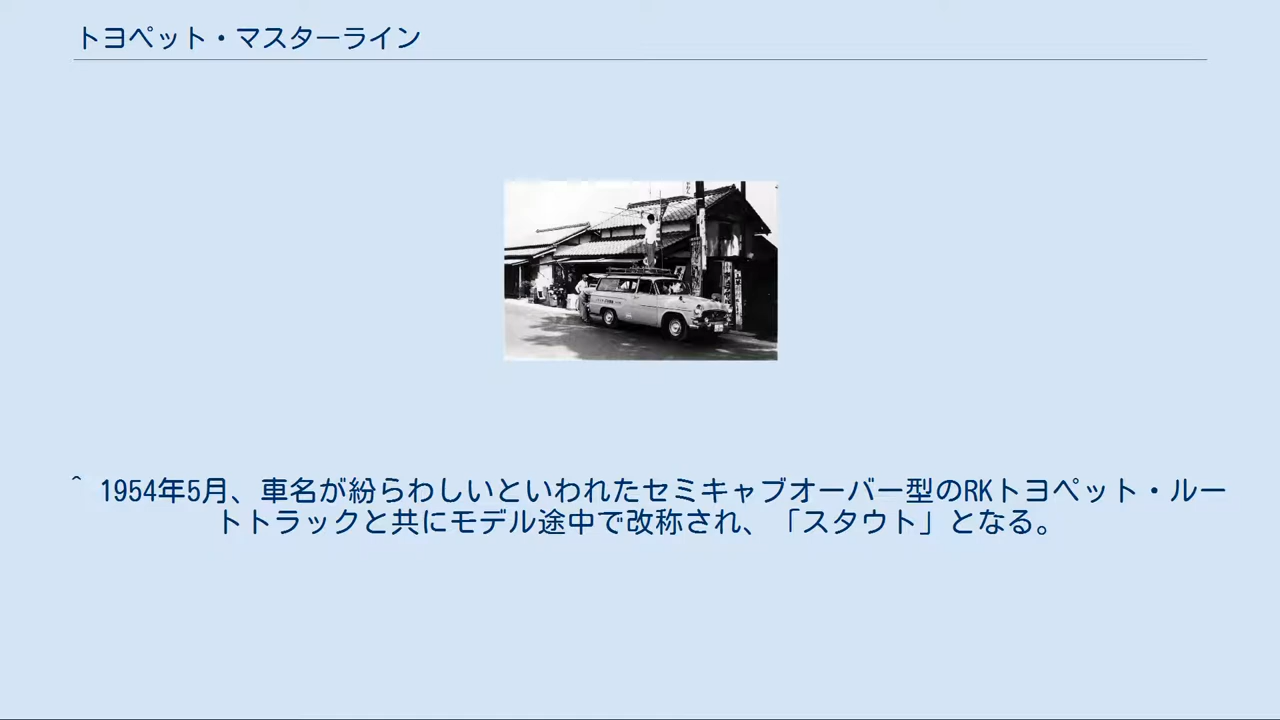 トヨペット・マスターライン
^ 1954年5月、車名が紛らわしいといわれたセミキャブオーバー型のRKトヨペット・ルー
トトラックと共にモデル途中で改称され、「スタウト」となる。